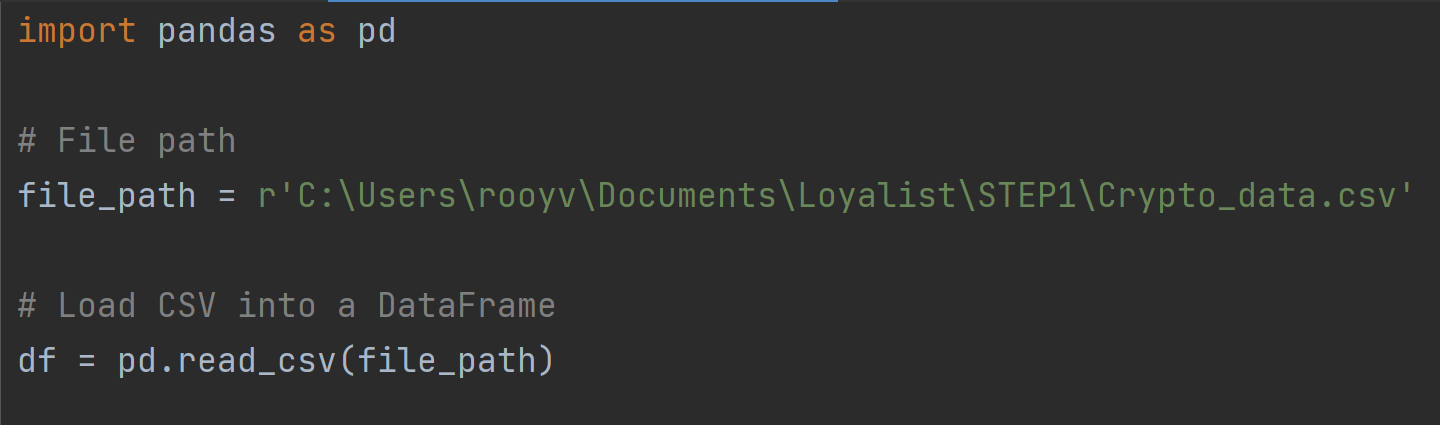 import pandas as pd
# File path
file_path = r'C:\Users\rooyv\Documents\Loyalist\STEP1\Crypto_data.csv'
# Load CSV into a DataFrame
df = pd.read_csv(file_path)